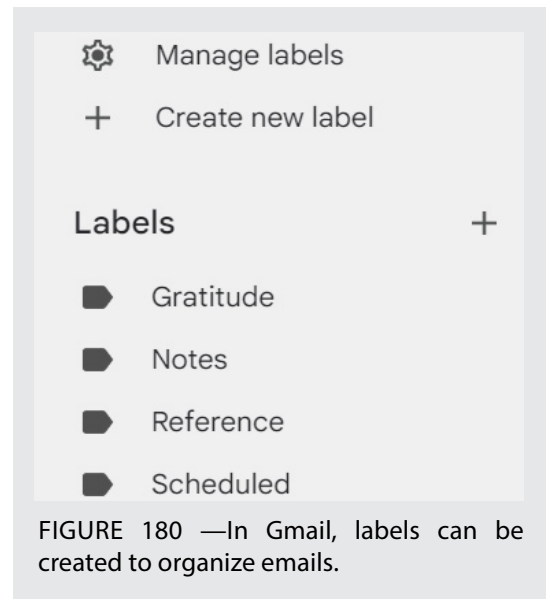 Manage labels
+ Create new label
Labels +
Gratitude
Notes
Reference
Scheduled
FIGURE 180 —In Gmail, labels can be
created to organize emails.